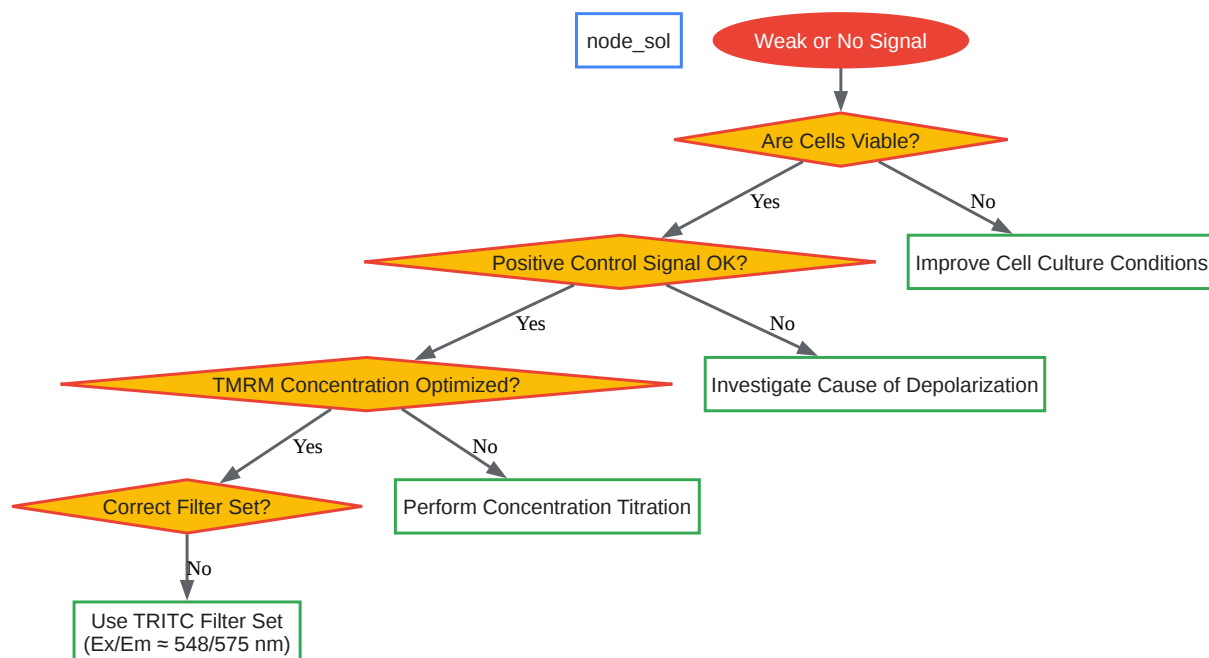 node_sol
Weak or No Signal
Are Cells Viable?
Yes
No
Positive Control Signal OK?
Improve Cell Culture Conditions
Yes
No
TMRM Concentration Optimized?
Investigate Cause of Depolarization
Yes
No
Correct Filter Set?
Perform Concentration Titration
No
Use TRITC Filter Set
(Ex/Em ≈ 548/575 nm)